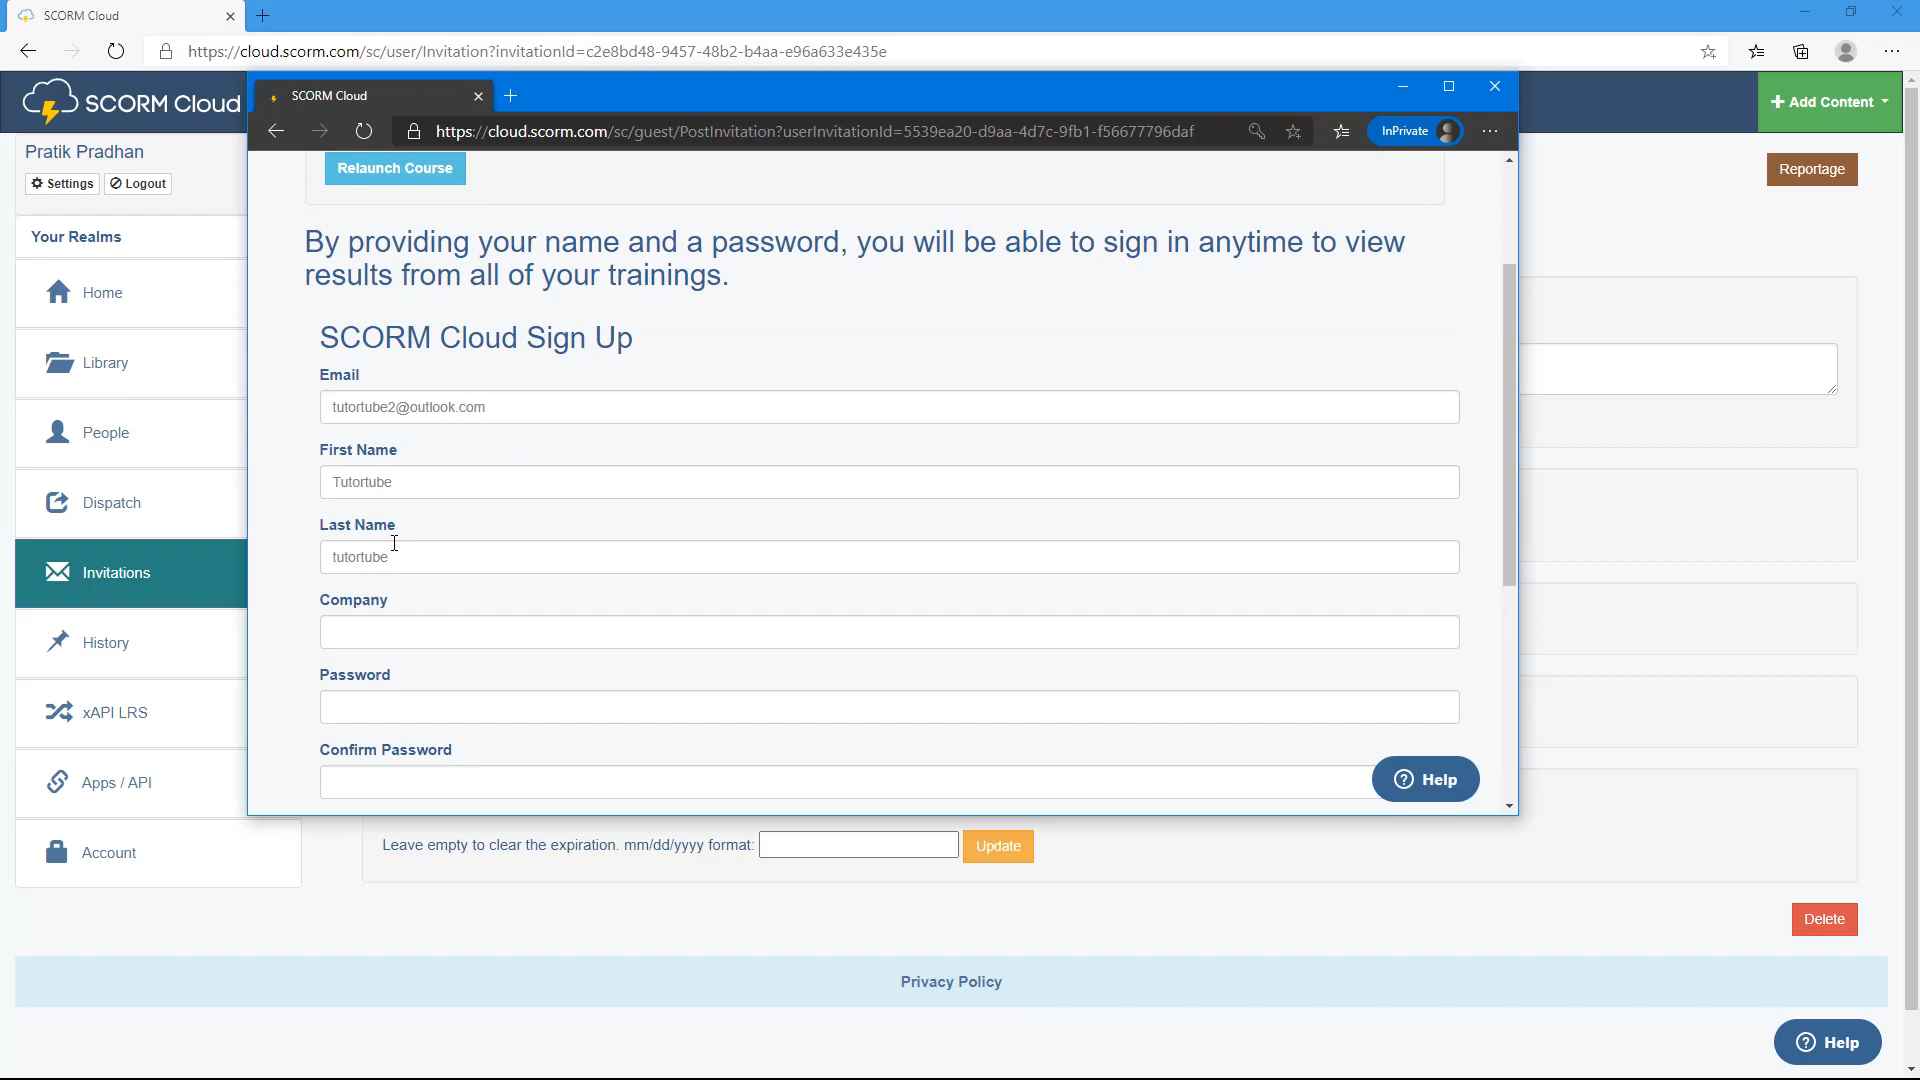 SCORM Cloud
https://cloud.scorm.com/sc/user/Invitation?invitationId=c2e8bd48-9457-48b2-b4aa-e96a633e435e
SCORM Cloud
Add Content
Pratik Pradhan
Settings
Logout
Reportage
Your Realms
Home
Library
People
Dispatch
Invitations
History
xAPI LRS
Apps / API
Account
SCORM Cloud
https://cloud.scorm.com/sc/guest/PostInvitation?userInvitationId=5539ea20-d9aa-4d7c-9fb1-f56677796daf
InPrivate
Relaunch Course
By providing your name and a password, you will be able to sign in anytime to view
results from all of your trainings.
SCORM Cloud Sign Up
Email
tutortube2@outlook.com
First Name
Tutortube
Last Name
tutortube
Company
Password
Confirm Password
Help
Leave empty to clear the expiration. mm/dd/yyyy format:
Update
Delete
Privacy Policy
Help